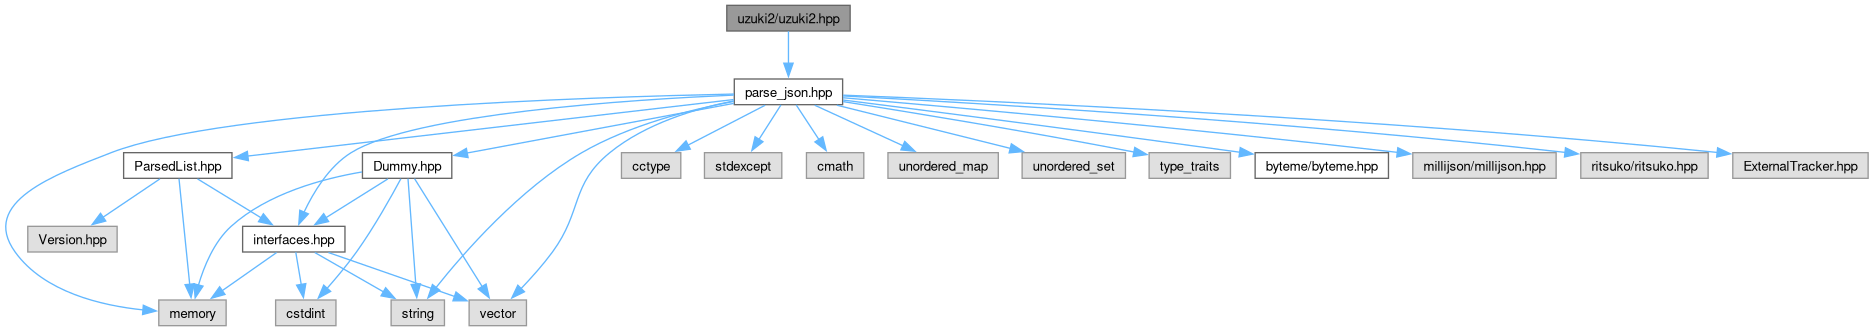 uzuki2/uzuki2.hpp
parse_json.hpp
ParsedList.hpp
Dummy.hpp
cctype
stdexcept
cmath
unordered_map
unordered_set
type_traits
byteme/byteme.hpp
millijson/millijson.hpp
ritsuko/ritsuko.hpp
ExternalTracker.hpp
Version.hpp
interfaces.hpp
memory
cstdint
string
vector